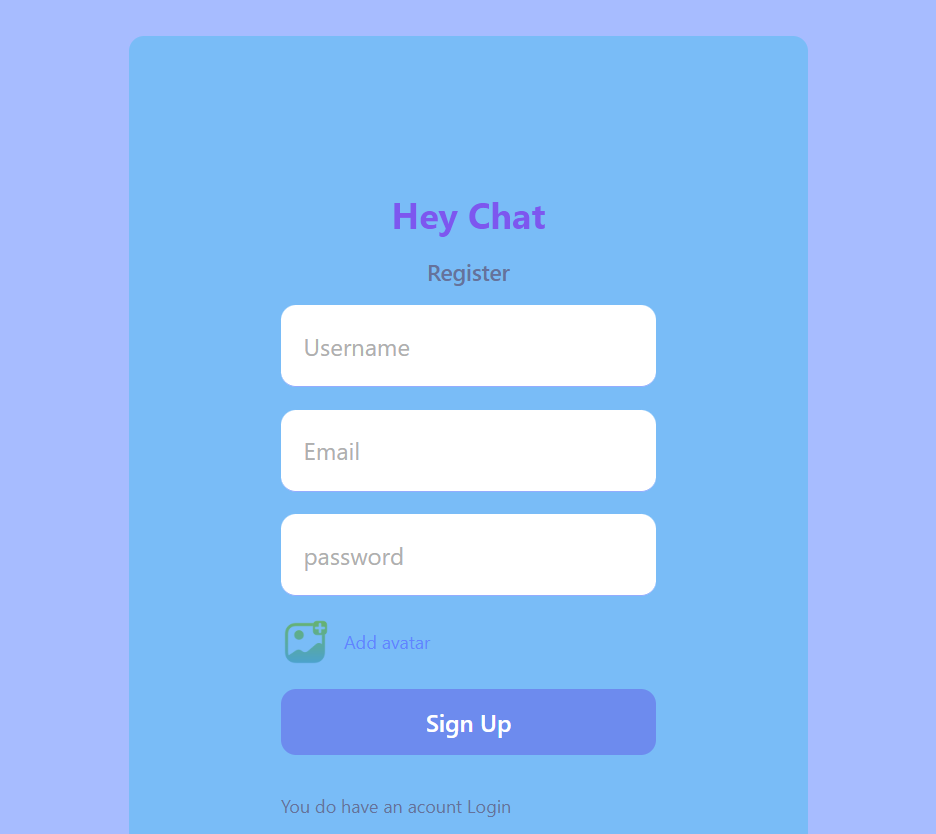 Hey Chat
Register
Username
Email
password
Add avatar
Sign Up
You do have an acount Login